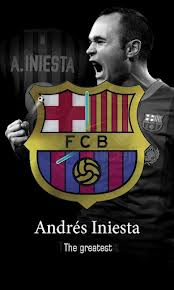 A.INIESTA
FCB
Andrés Iniesta
The greatest